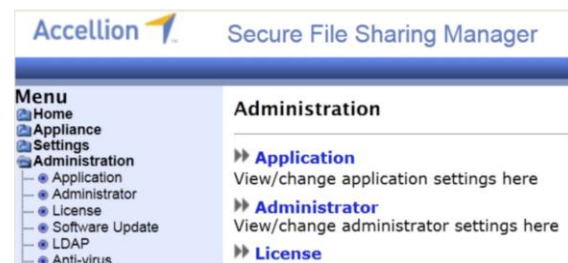 Accellion
Secure File Sharing Manager
Menu
Home
Appliance
Settings
Administration
Application
Administrator
License
Software Update
LDAP
Anti-virus
Administration
Application
View/change application settings here
Administrator
View/change administrator settings here
License